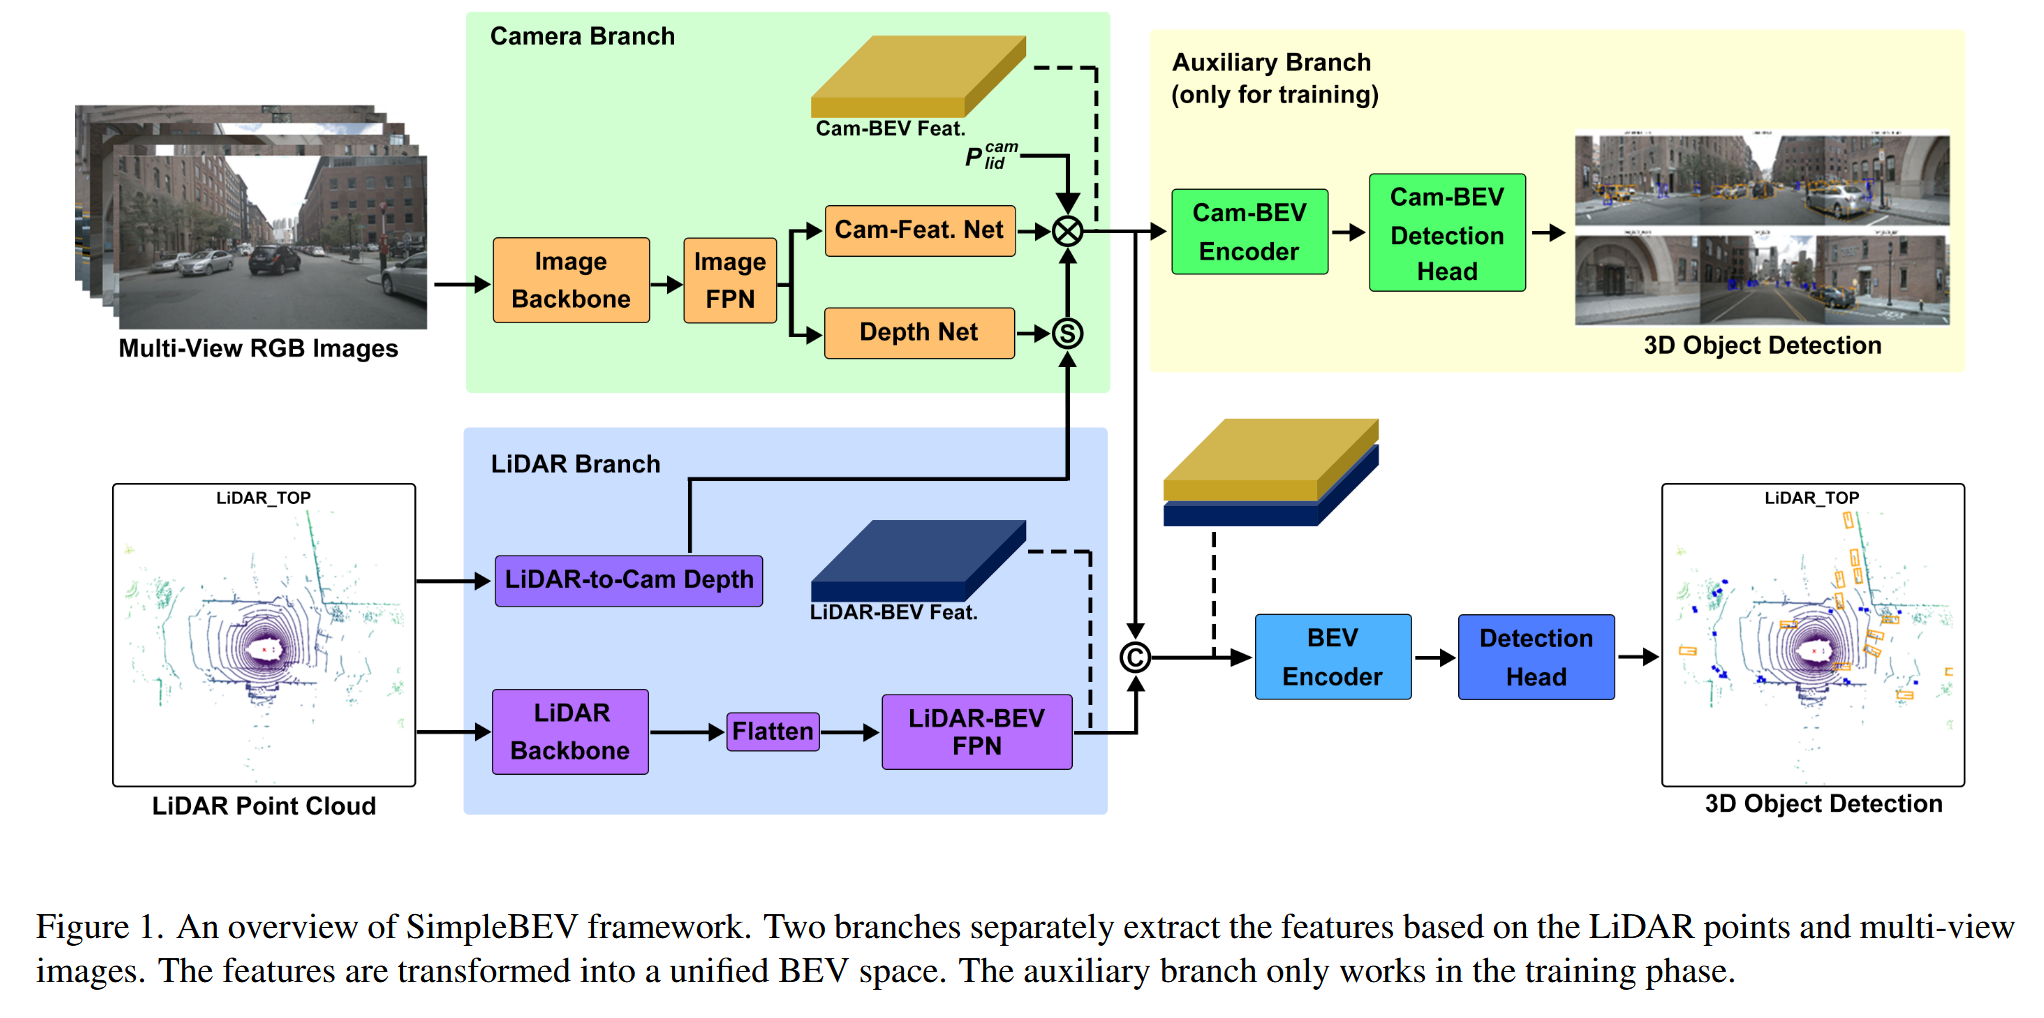 Camera Branch
Cam-BEV Feat.
P_{lid}^{cam}
Image
Backbone
Image
FPN
Cam-Feat. Net
Depth Net
S
Multi-View RGB Images
Auxiliary Branch
(only for training)
Cam-BEV
Encoder
Cam-BEV
Detection
Head
3D Object Detection
LiDAR Branch
LiDAR_TOP
LiDAR-to-Cam Depth
LiDAR-BEV Feat.
LiDAR
Backbone
Flatten
LiDAR-BEV
FPN
LiDAR Point Cloud
C
BEV
Encoder
Detection
Head
LiDAR_TOP
3D Object Detection
Figure 1. An overview of SimpleBEV framework. Two branches separately extract the features based on the LiDAR points and multi-view
images. The features are transformed into a unified BEV space. The auxiliary branch only works in the training phase.